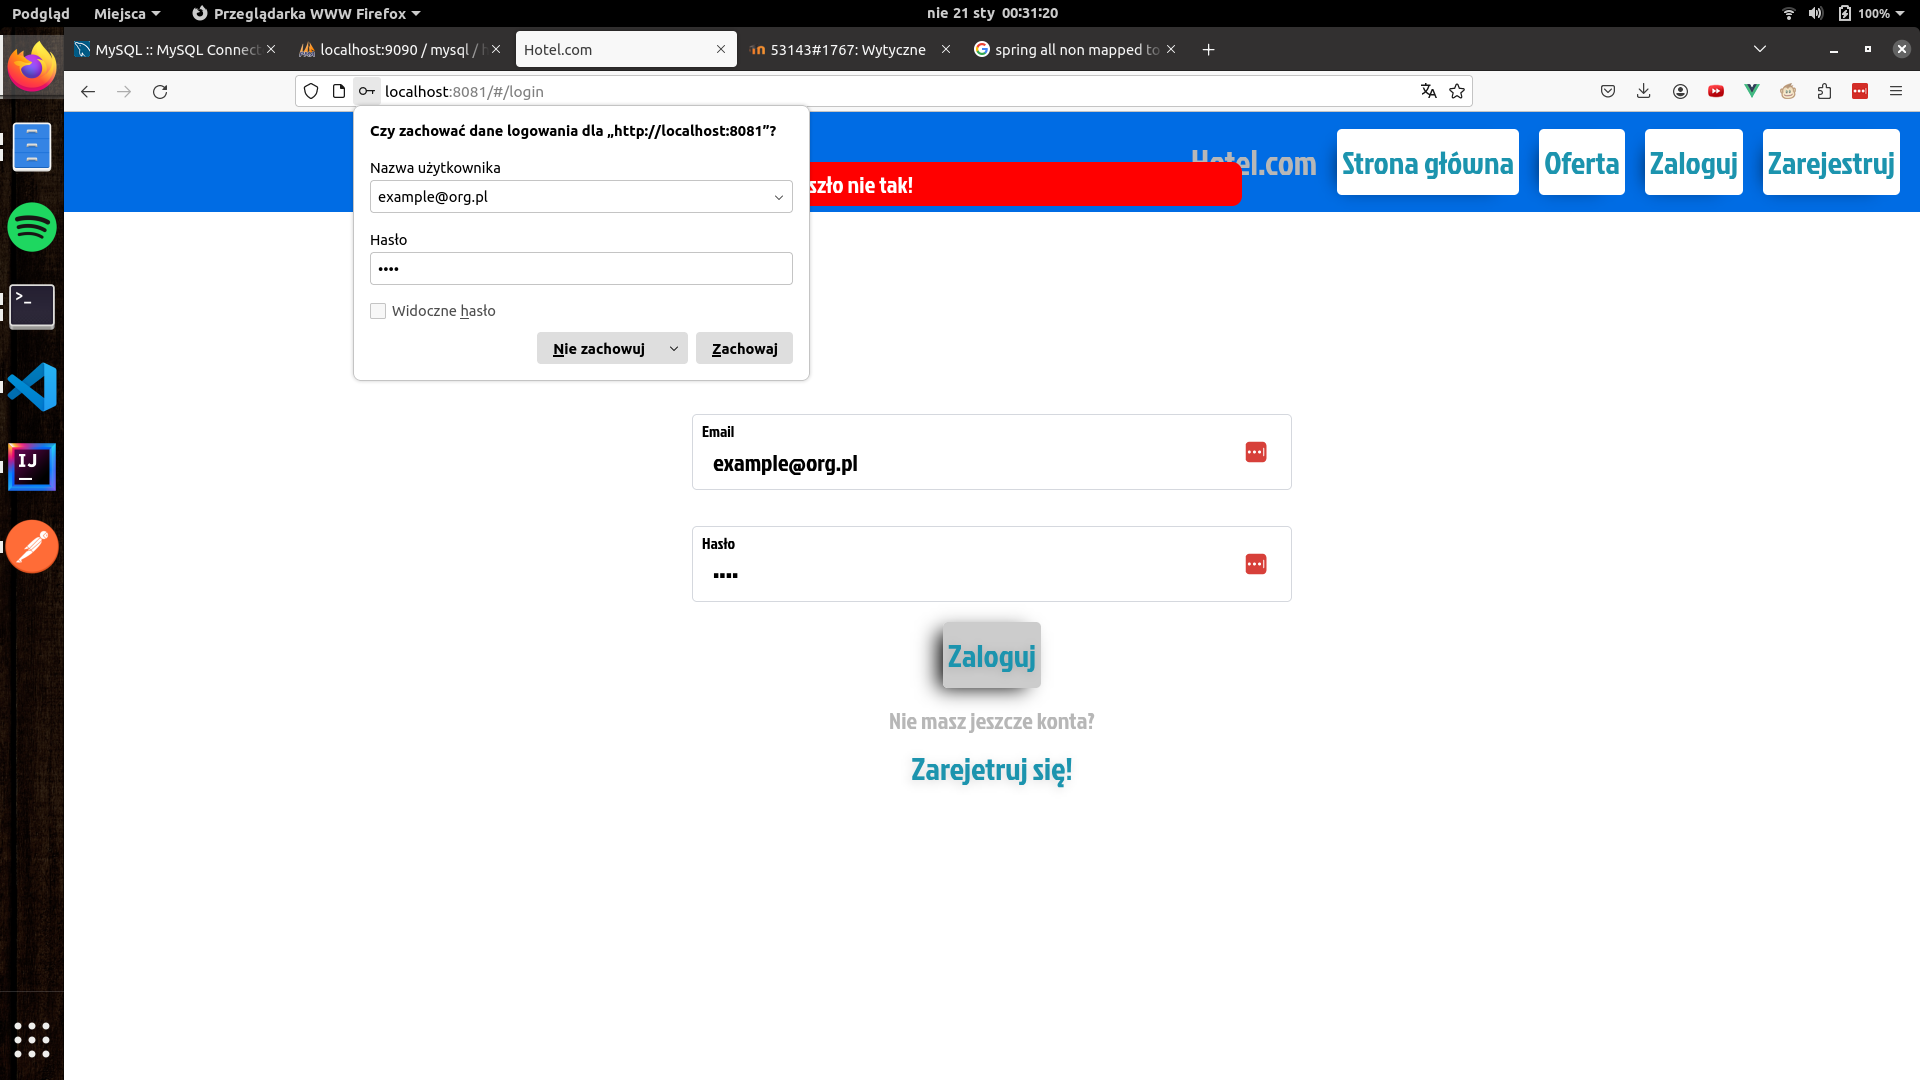 Podgląd
Miejsca
Przeglądarka WWW Firefox
nie 21 sty 00:31:20
100%
MySQL :: MySQL Connect
localhost:9090 / mysql / h
Hotel.com
53143#1767: Wytyczne
spring all non mapped to
localhost:8081/#/login
Czy zachować dane logowania dla „http://localhost:8081”?
Nazwa użytkownika
example@org.pl
Hasło
••••
Widoczne hasło
Nie zachowuj
Zachowaj
szło nie tak!
Hotel.com
Strona główna
Oferta
Zaloguj
Zarejestruj
Email
example@org.pl
Hasło
••••
Zaloguj
Nie masz jeszcze konta?
Zarejetruj się!
>_
IJ